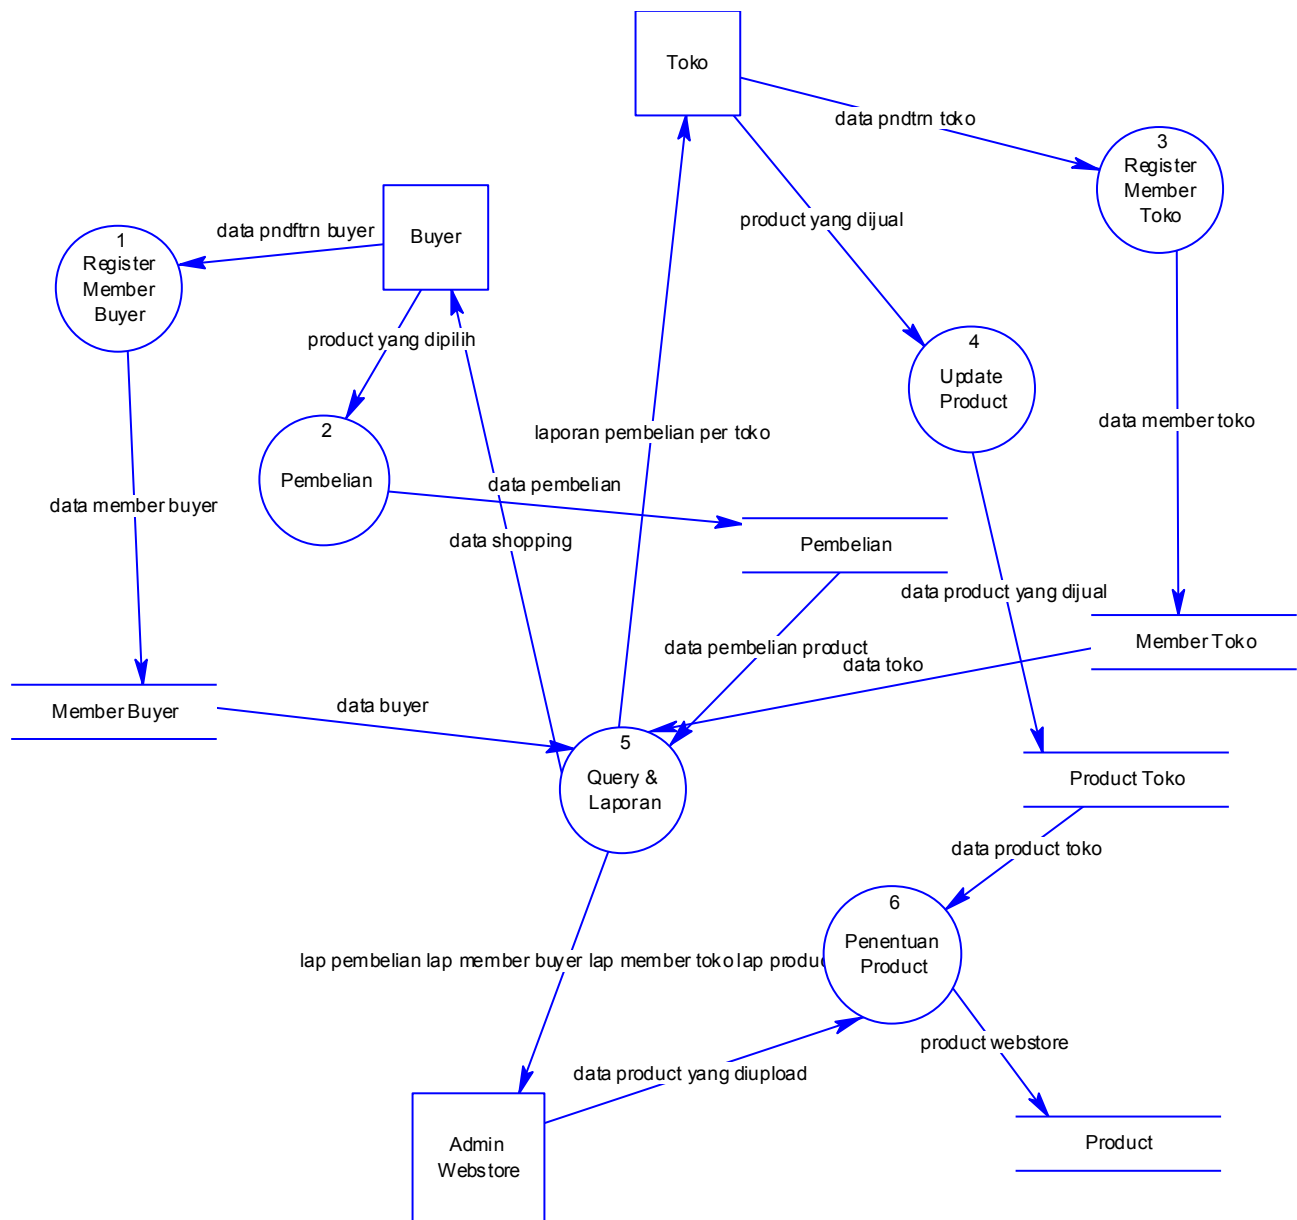 Toko
data pndtrn toko
3
Register
Member
Toko
product yang dijual
Buyer
data pndftrn buyer
1
Register
Member
Buyer
product yang dipilih
4
Update
Product
2
Pembelian
laporan pembelian per toko
data member toko
data pembelian
data member buyer
data shopping
Pembelian
data product yang dijual
data pembelian product
data toko
Member Toko
Member Buyer
data buyer
5
Query &
Laporan
Product Toko
data product toko
6
Penentuan
Product
lap pembelian lap member buyer lap member toko lap
product webstore
data product yang diupload
Admin
Webstore
Product